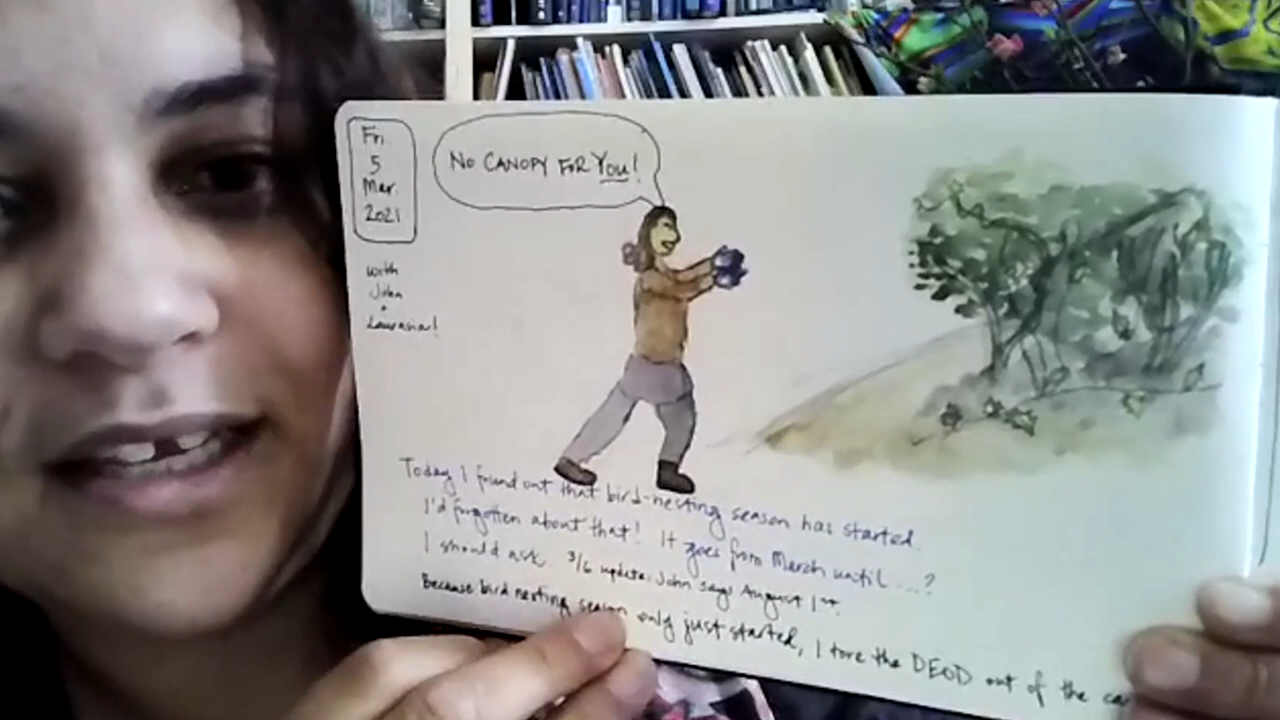 Fri
5
Mar.
2021
with
John
+
Laurasia!
NO CANOPY FOR YOU!
Today I found out that bird-nesting season has started.
I'd forgotten about that! It goes from March until ...?
I should ask. 3/6 update: John says August 1st.
Because bird nesting season only just started, I tore the DEOD out of the